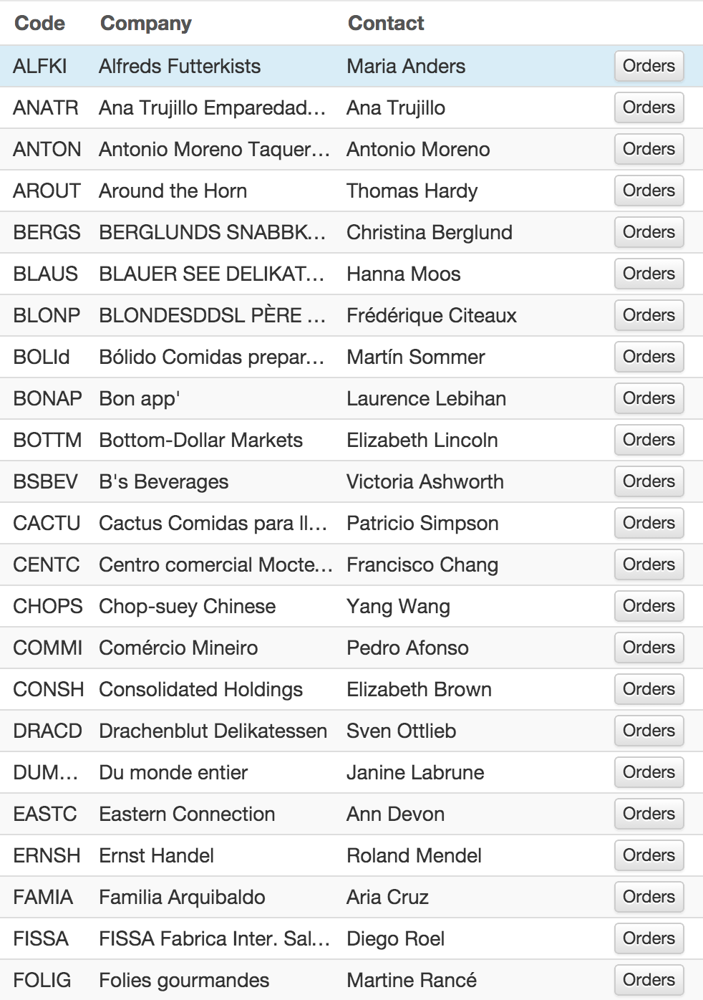 Code Company Contact
ALFKI Alfreds Futterkists Maria Anders Orders
ANATR Ana Trujillo Emparedad... Ana Trujillo Orders
ANTON Antonio Moreno Taquer... Antonio Moreno Orders
AROUT Around the Horn Thomas Hardy Orders
BERGS BERGLUNDS SNABBK... Christina Berglund Orders
BLAUS BLAUER SEE DELIKAT... Hanna Moos Orders
BLONP BLONDESDDSL PÈRE ... Frédérique Citeaux Orders
BOLId Bólido Comidas prepar... Martín Sommer Orders
BONAP Bon app' Laurence Lebihan Orders
BOTTM Bottom-Dollar Markets Elizabeth Lincoln Orders
BSBEV B's Beverages Victoria Ashworth Orders
CACTU Cactus Comidas para ll... Patricio Simpson Orders
CENTC Centro comercial Mocte... Francisco Chang Orders
CHOPS Chop-suey Chinese Yang Wang Orders
COMMI Comércio Mineiro Pedro Afonso Orders
CONSH Consolidated Holdings Elizabeth Brown Orders
DRACD Drachenblut Delikatessen Sven Ottlieb Orders
DUM... Du monde entier Janine Labrune Orders
EASTC Eastern Connection Ann Devon Orders
ERNSH Ernst Handel Roland Mendel Orders
FAMIA Familia Arquibaldo Aria Cruz Orders
FISSA FISSA Fabrica Inter. Sal... Diego Roel Orders
FOLIG Folies gourmandes Martine Rancé Orders